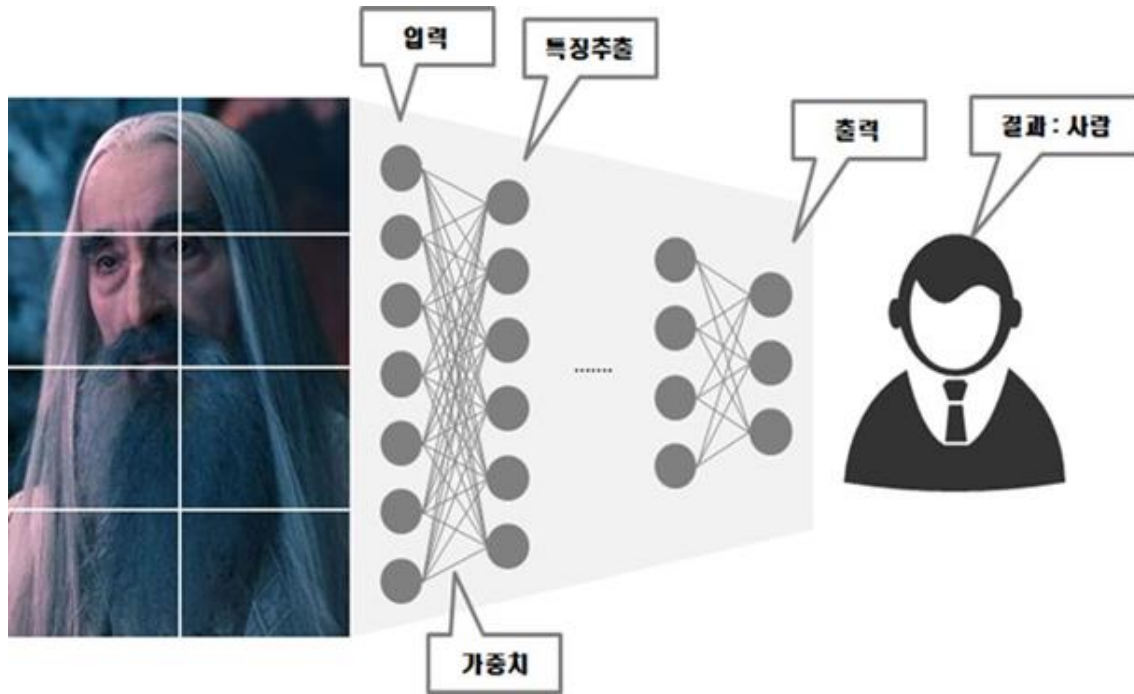 입력
특징추출
출력
결과 : 사람
.......
가중치